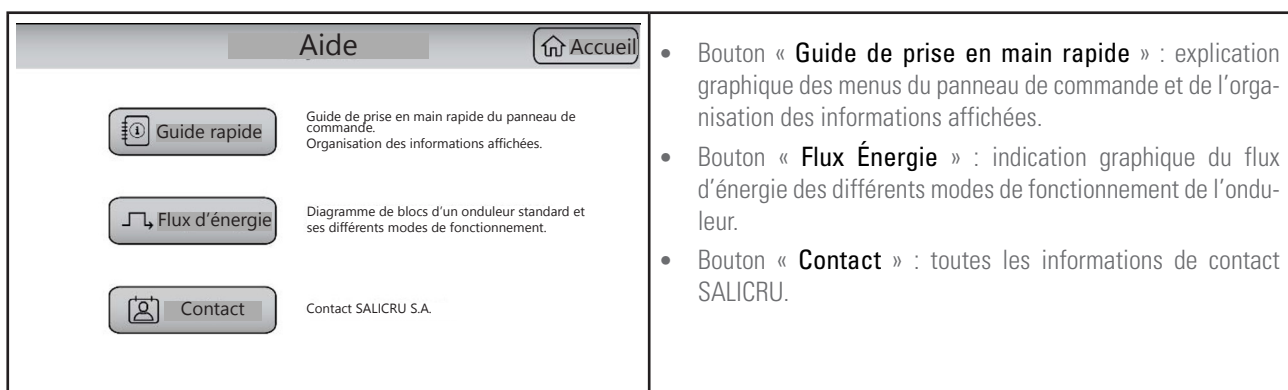 Aide
Accueil
Guide rapide
Guide de prise en main rapide du panneau de
commande.
Organisation des informations affichées.
Flux d’énergie
Diagramme de blocs d’un onduleur standard et
ses différents modes de fonctionnement.
Contact
Contact SALICRU S.A.
• Bouton « Guide de prise en main rapide » : explication
graphique des menus du panneau de commande et de l’orga-
nisation des informations affichées.
• Bouton « Flux Énergie » : indication graphique du flux
d’énergie des différents modes de fonctionnement de l’ondu-
leur.
• Bouton « Contact » : toutes les informations de contact
SALICRU.